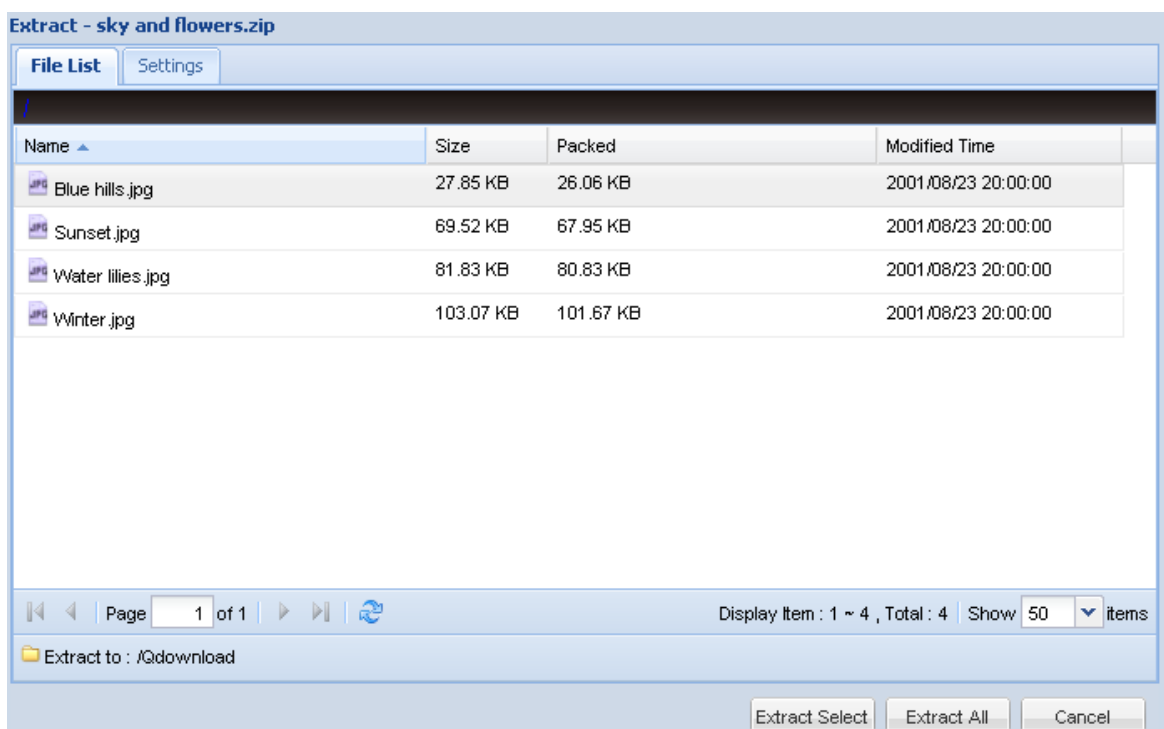 Extract - sky and flowers.zip
File List Settings
/
Name Size Packed Modified Time
JPG Blue hills.jpg 27.85 KB 26.06 KB 2001/08/23 20:00:00
JPG Sunset.jpg 69.52 KB 67.95 KB 2001/08/23 20:00:00
JPG Water lilies.jpg 81.83 KB 80.83 KB 2001/08/23 20:00:00
JPG Winter.jpg 103.07 KB 101.67 KB 2001/08/23 20:00:00
Page 1 of 1 Display Item : 1 ~ 4 , Total : 4 Show 50 items
Extract to : /Qdownload
Extract Select Extract All Cancel